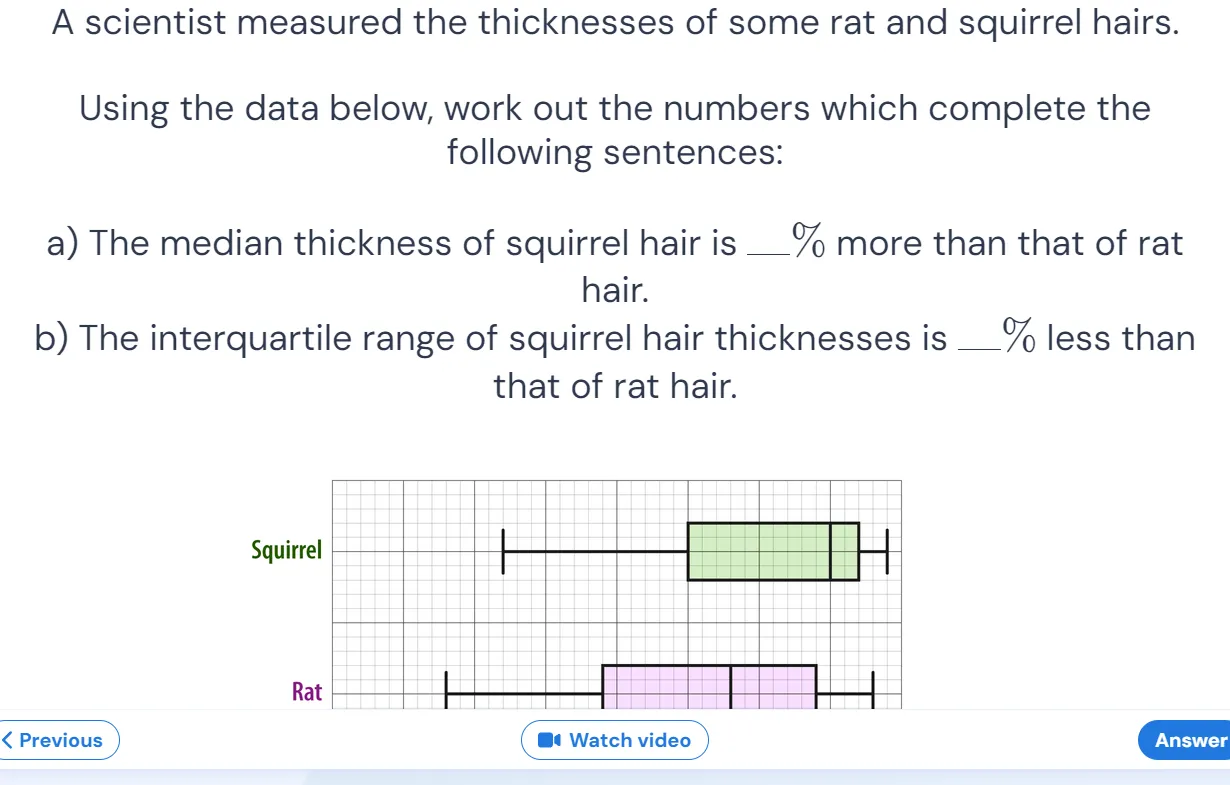 A scientist measured the thicknesses of some rat and squirrel hairs.
Using the data below, work out the numbers which complete the
following sentences:
a) The median thickness of squirrel hair is __% more than that of rat
hair.
b) The interquartile range of squirrel hair thicknesses is __% less than
that of rat hair.
Squirrel
Rat
< Previous
Watch video
Answer